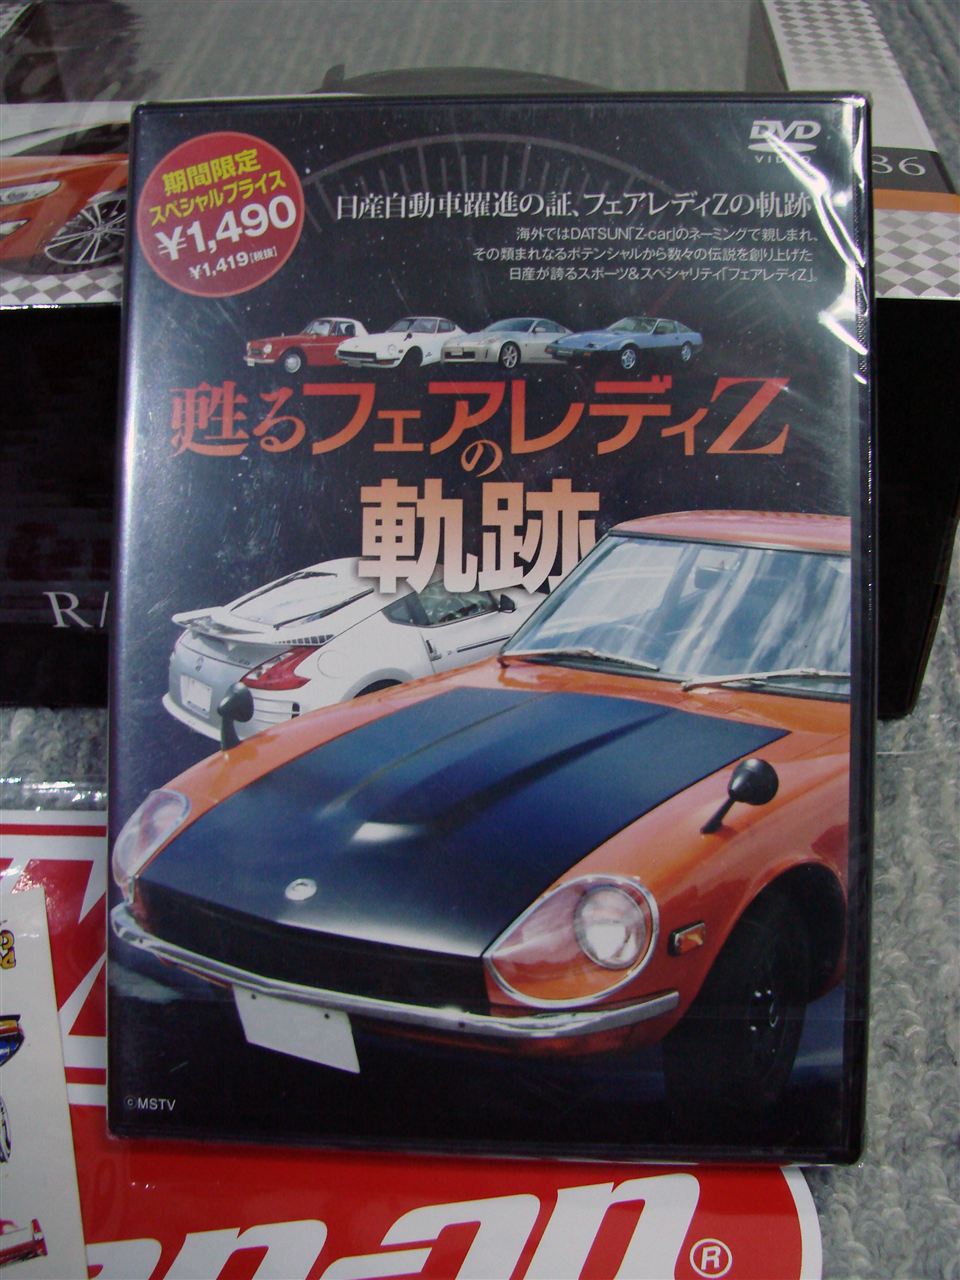 DVD
VIDEO
期間限定
スペシャルプライス
¥1,490
¥1,419[税抜]
日産自動車躍進の証、フェアレディZの軌跡
海外ではDATSUN「Z-car」のネーミングで親しまれ、
その類まれなるポテンシャルから数々の伝説を創り上げた
日産が誇るスポーツ&スペシャリティ「フェアレディZ」。
甦るフェアレディZ
の
軌跡
©MSTV
86
R/
®